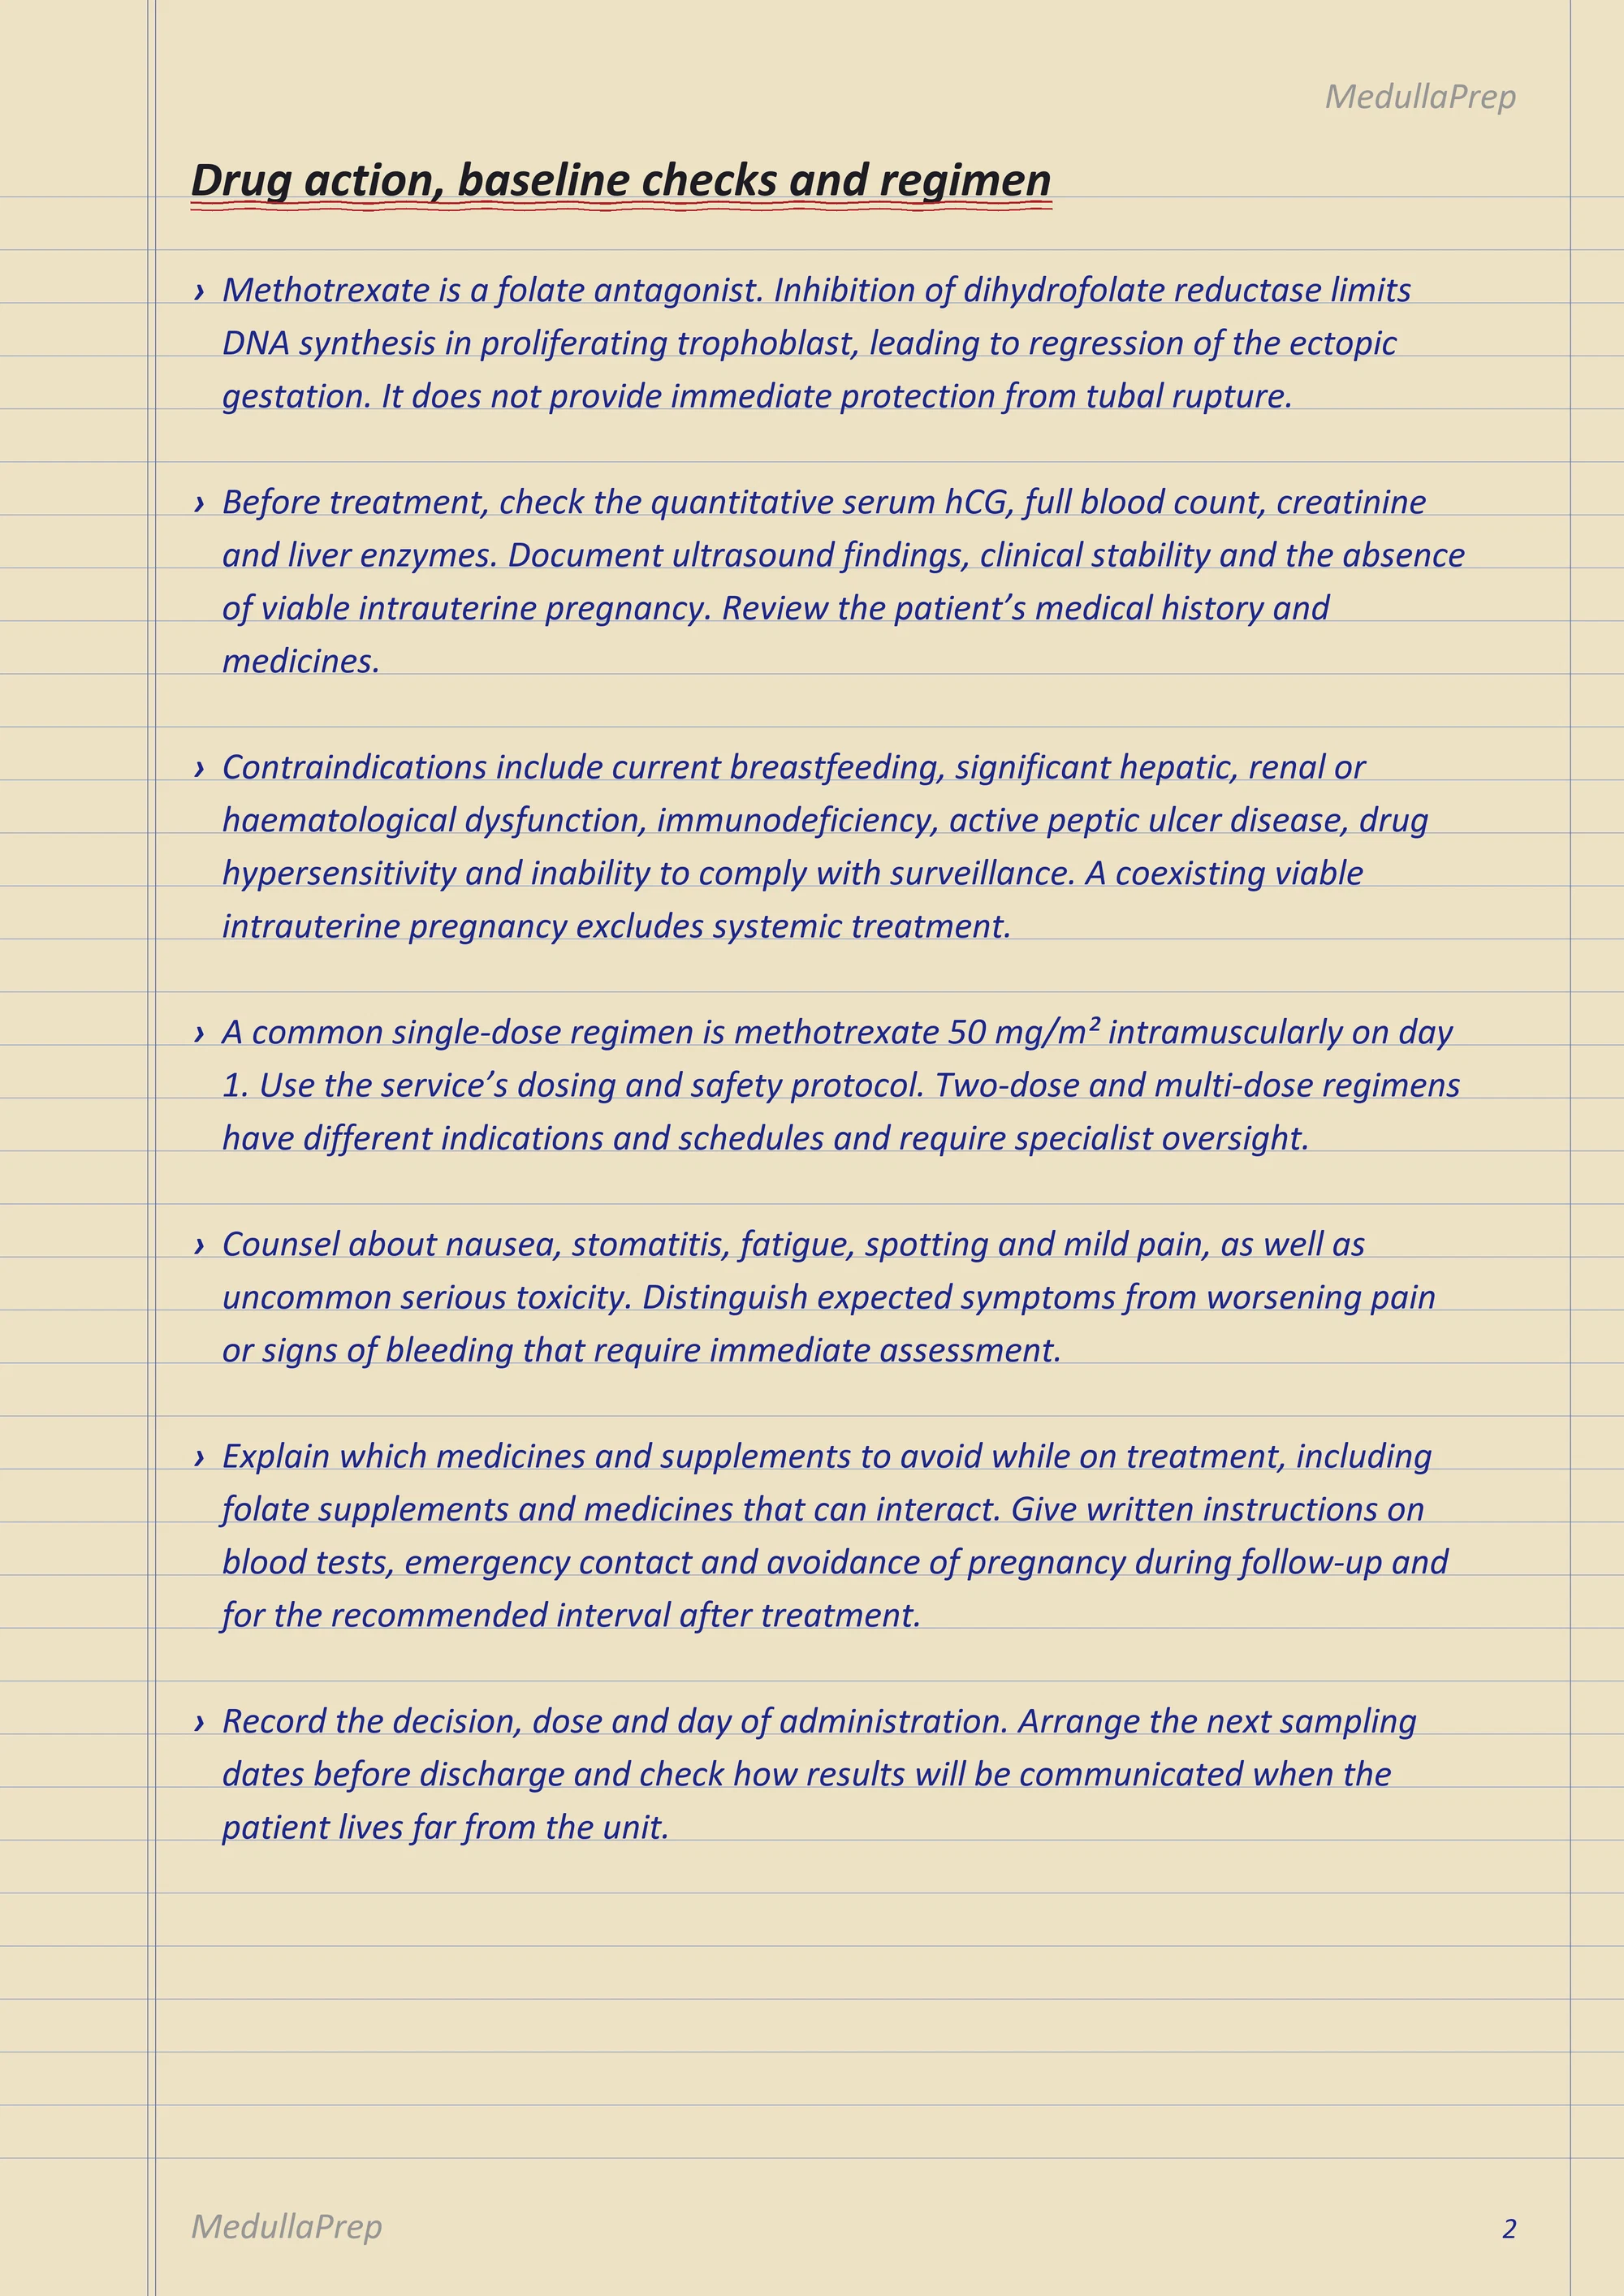 MedullaPrep
Drug action, baseline checks and regimen
› Methotrexate is a folate antagonist. Inhibition of dihydrofolate reductase limits
DNA synthesis in proliferating trophoblast, leading to regression of the ectopic
gestation. It does not provide immediate protection from tubal rupture.
› Before treatment, check the quantitative serum hCG, full blood count, creatinine
and liver enzymes. Document ultrasound findings, clinical stability and the absence
of viable intrauterine pregnancy. Review the patient’s medical history and
medicines.
› Contraindications include current breastfeeding, significant hepatic, renal or
haematological dysfunction, immunodeficiency, active peptic ulcer disease, drug
hypersensitivity and inability to comply with surveillance. A coexisting viable
intrauterine pregnancy excludes systemic treatment.
› A common single-dose regimen is methotrexate 50 mg/m² intramuscularly on day
1. Use the service’s dosing and safety protocol. Two-dose and multi-dose regimens
have different indications and schedules and require specialist oversight.
› Counsel about nausea, stomatitis, fatigue, spotting and mild pain, as well as
uncommon serious toxicity. Distinguish expected symptoms from worsening pain
or signs of bleeding that require immediate assessment.
› Explain which medicines and supplements to avoid while on treatment, including
folate supplements and medicines that can interact. Give written instructions on
blood tests, emergency contact and avoidance of pregnancy during follow-up and
for the recommended interval after treatment.
› Record the decision, dose and day of administration. Arrange the next sampling
dates before discharge and check how results will be communicated when the
patient lives far from the unit.
MedullaPrep
2